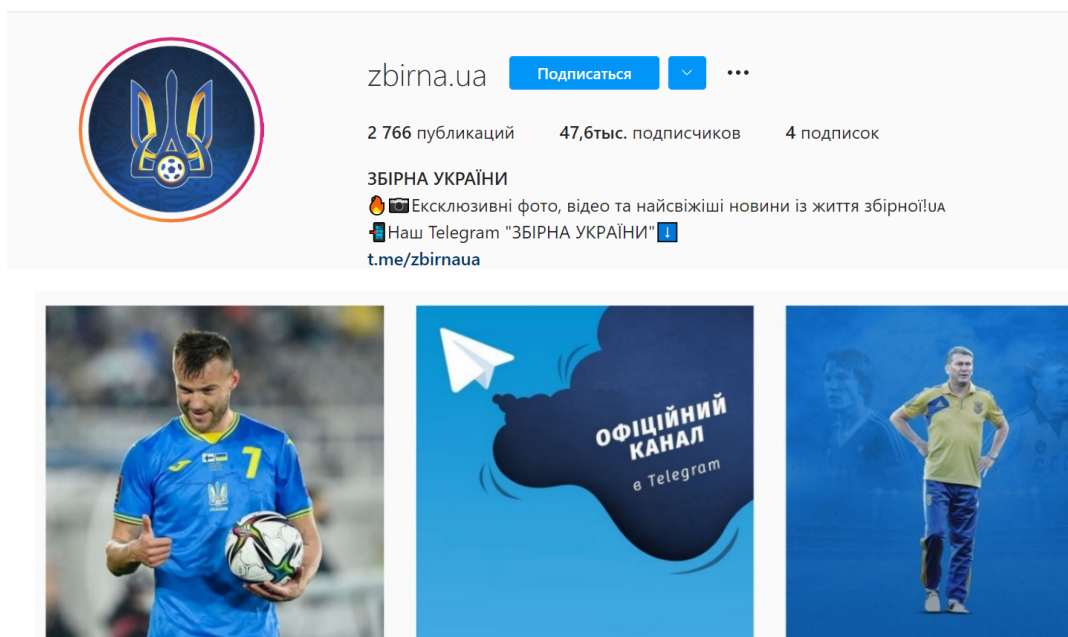 zbirna.ua Подписаться
2 766 публикаций 47,6тыс. подписчиков 4 подписок
ЗБІРНА УКРАЇНИ
🔥📷Ексклюзивні фото, відео та найсвіжіші новини із життя збірної!UA
📲Наш Telegram "ЗБІРНА УКРАЇНИ"⬇️
t.me/zbirnaua
7
ОФІЦІЙНИЙ
КАНАЛ
в Telegram